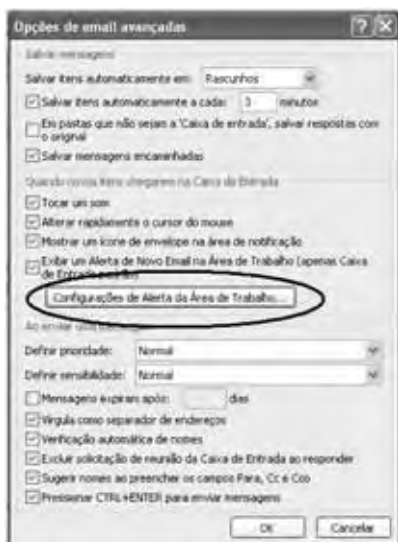 Opções de email avançadas
Salvar mensagens
Salvar itens automaticamente em: Rascunhos
Salvar itens automaticamente a cada: 3 minutos
Em pastas que não sejam a 'Caixa de entrada', salvar respostas com
o original
Salvar mensagens encaminhadas
Quando novos itens chegarem na Caixa de Entrada
Tocar um som
Alterar rapidamente o cursor do mouse
Mostrar um ícone de envelope na área de notificação
Exibir um Alerta de Novo Email na Área de Trabalho (apenas Caixa
de Entrada
Configurações de Alerta da Área de Trabalho...
Ao enviar uma
Definir prioridade: Normal
Definir sensibilidade: Normal
Mensagens expiram após: dias
Vírgula como separador de endereços
Verificação automática de nomes
Excluir solicitação de reunião da Caixa de Entrada ao responder
Sugerir nomes ao preencher os campos Para, Cc e Cco
Pressionar CTRL+ENTER para enviar mensagens
OK Cancelar